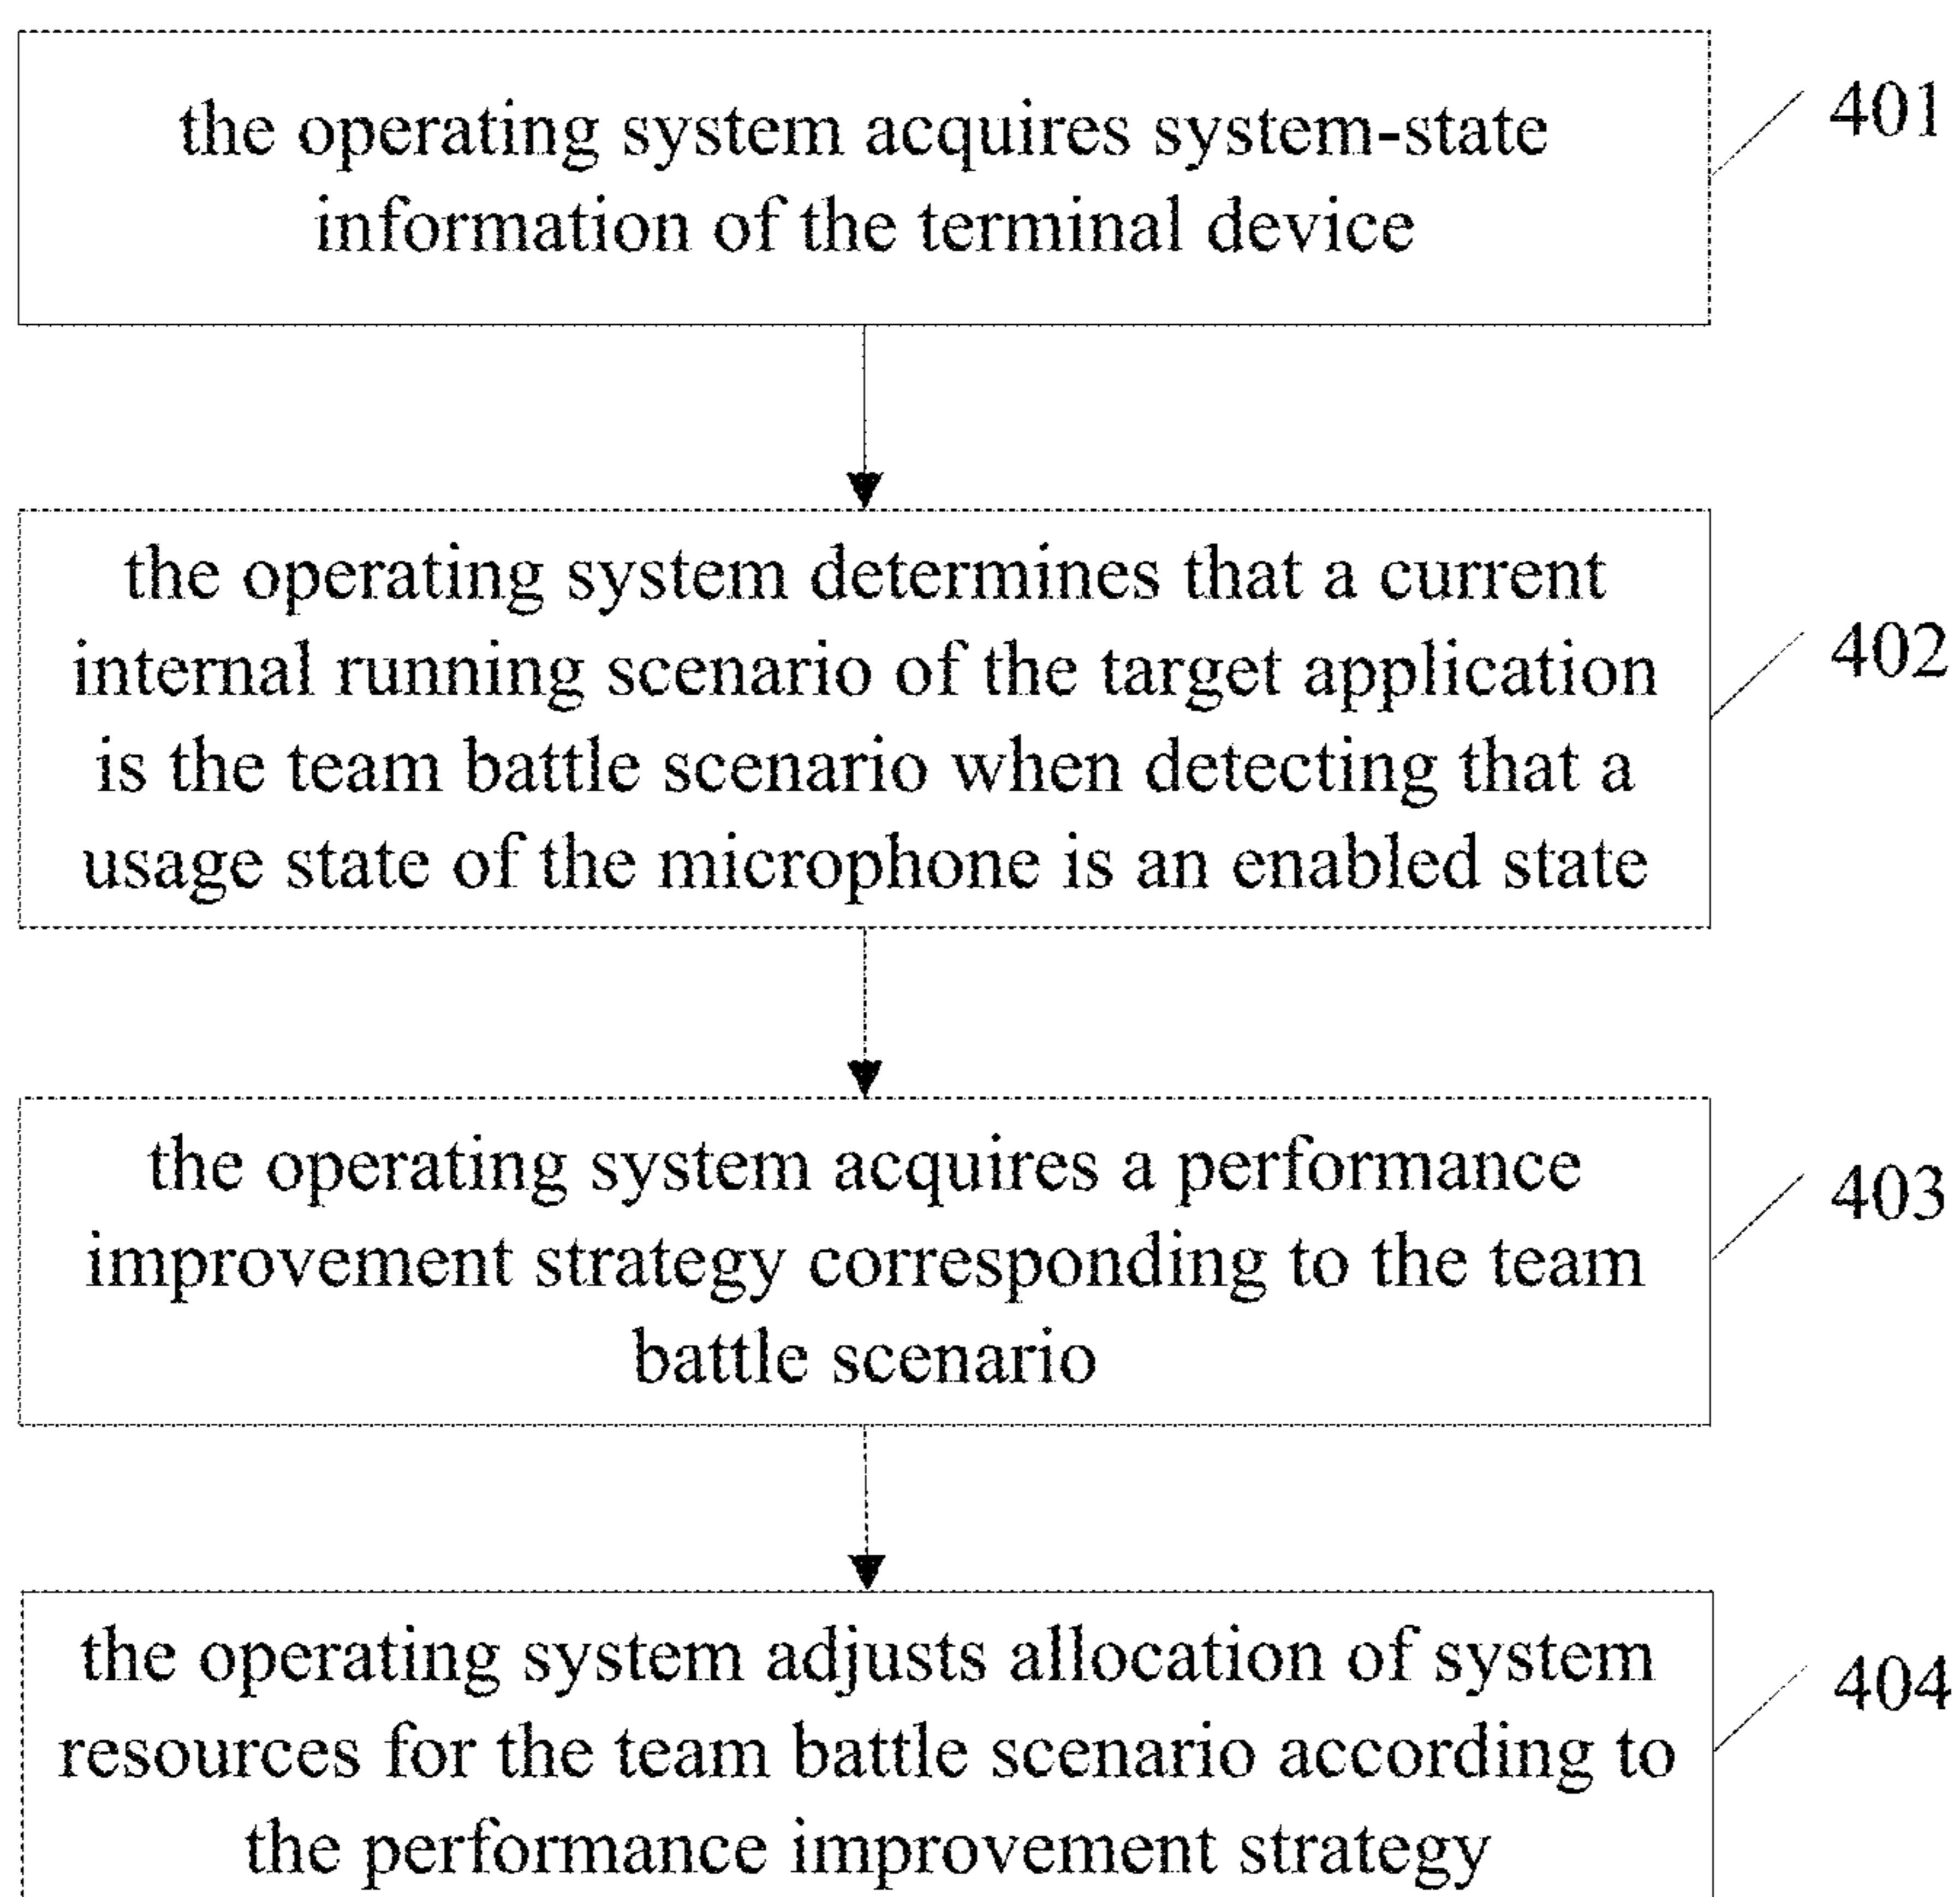 the operating system acquires system-state
information of the terminal device
401
the operating system determines that a current
internal running scenario of the target application
is the team battle scenario when detecting that a
usage state of the microphone is an enabled state
402
the operating system acquires a performance
improvement strategy corresponding to the team
battle scenario
403
the operating system adjusts allocation of system
resources for the team battle scenario according to
the performance improvement strategy
404